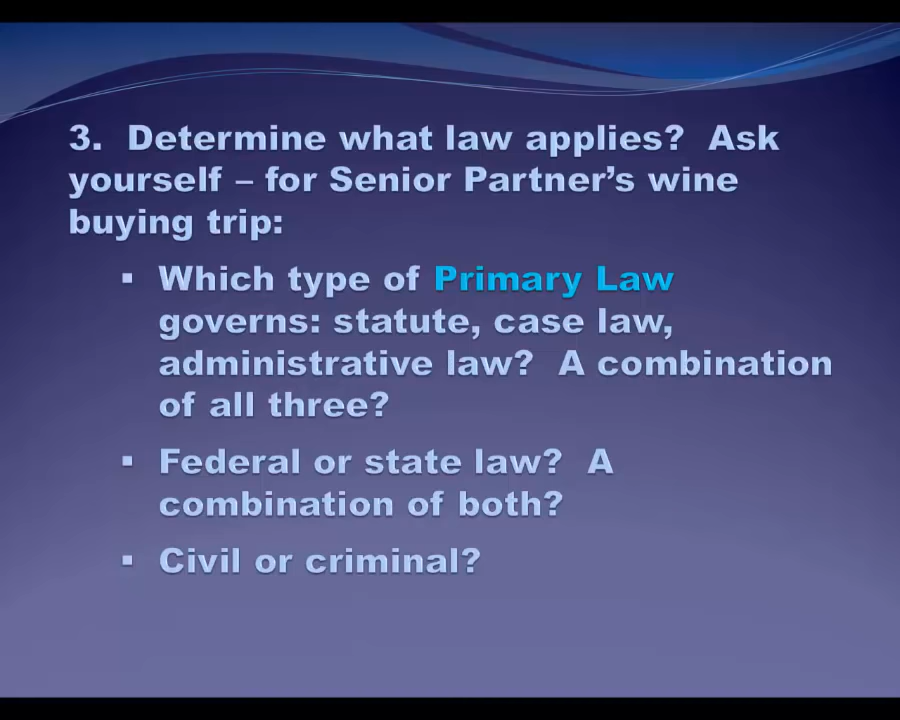 3.  Determine what law applies?  Ask
yourself – for Senior Partner’s wine
buying trip:
▪ Which type of Primary Law
governs: statute, case law,
administrative law?  A combination
of all three?
▪ Federal or state law?  A
combination of both?
▪ Civil or criminal?